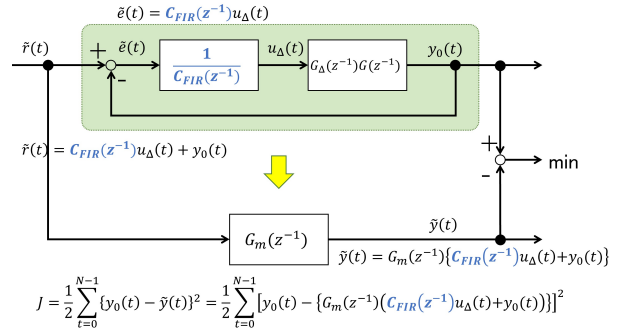 ẽ(t) = C_FIR(z⁻¹)u_Δ(t)
r̃(t)
+
ẽ(t)
-
1/C_FIR(z⁻¹)
u_Δ(t)
G_Δ(z⁻¹)G(z⁻¹)
y₀(t)
r̃(t) = C_FIR(z⁻¹)u_Δ(t) + y₀(t)
+
-
min
G_m(z⁻¹)
ỹ(t)
ỹ(t) = G_m(z⁻¹){C_FIR(z⁻¹)u_Δ(t)+y₀(t)}
J = 1/2 ∑_{t=0}^{N-1} {y₀(t) − ỹ(t)}² = 1/2 ∑_{t=0}^{N-1} [y₀(t) − {G_m(z⁻¹)(C_FIR(z⁻¹)u_Δ(t)+y₀(t))}]²